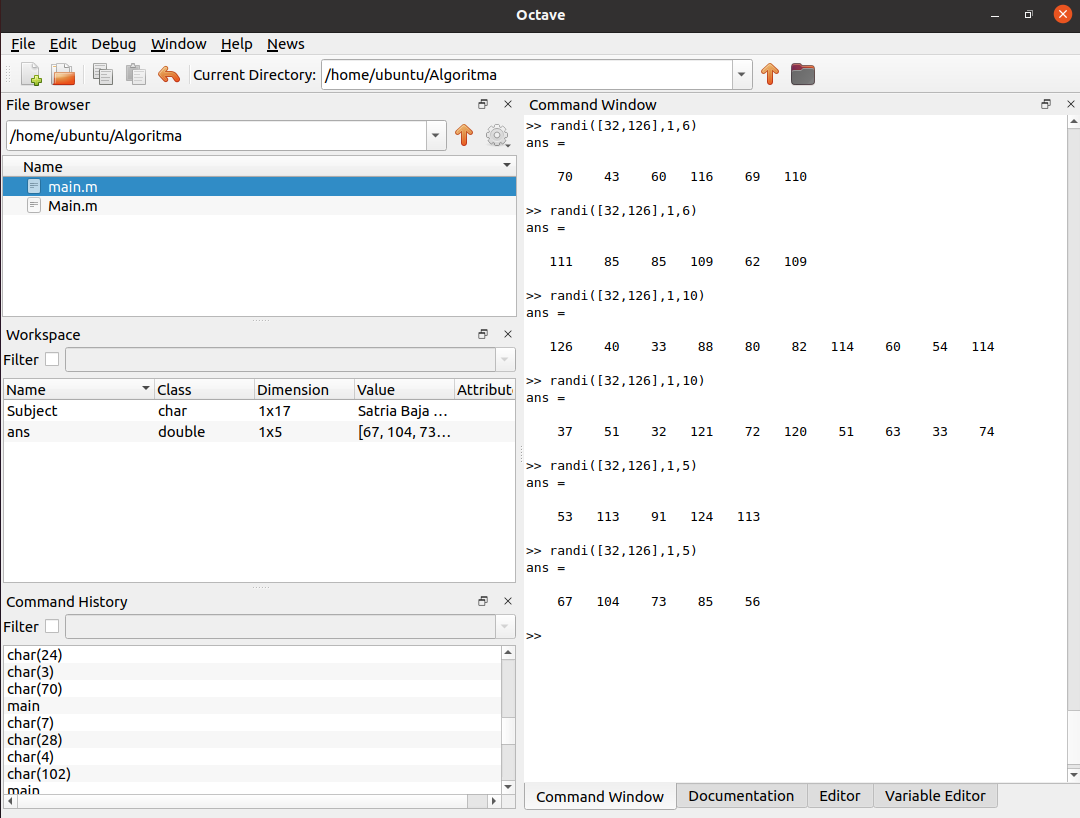 Octave
File Edit Debug Window Help News
Current Directory: /home/ubuntu/Algoritma
File Browser
/home/ubuntu/Algoritma
Name
main.m
Main.m
Workspace
Filter
Name Class Dimension Value Attribut
Subject char 1x17 Satria Baja ...
ans double 1x5 [67, 104, 73...
Command History
Filter
char(24)
char(3)
char(70)
main
char(7)
char(28)
char(4)
char(102)
main
Command Window
>> randi([32,126],1,6)
ans =
70 43 60 116 69 110
>> randi([32,126],1,6)
ans =
111 85 85 109 62 109
>> randi([32,126],1,10)
ans =
126 40 33 88 80 82 114 60 54 114
>> randi([32,126],1,10)
ans =
37 51 32 121 72 120 51 63 33 74
>> randi([32,126],1,5)
ans =
53 113 91 124 113
>> randi([32,126],1,5)
ans =
67 104 73 85 56
>>
Command Window Documentation Editor Variable Editor